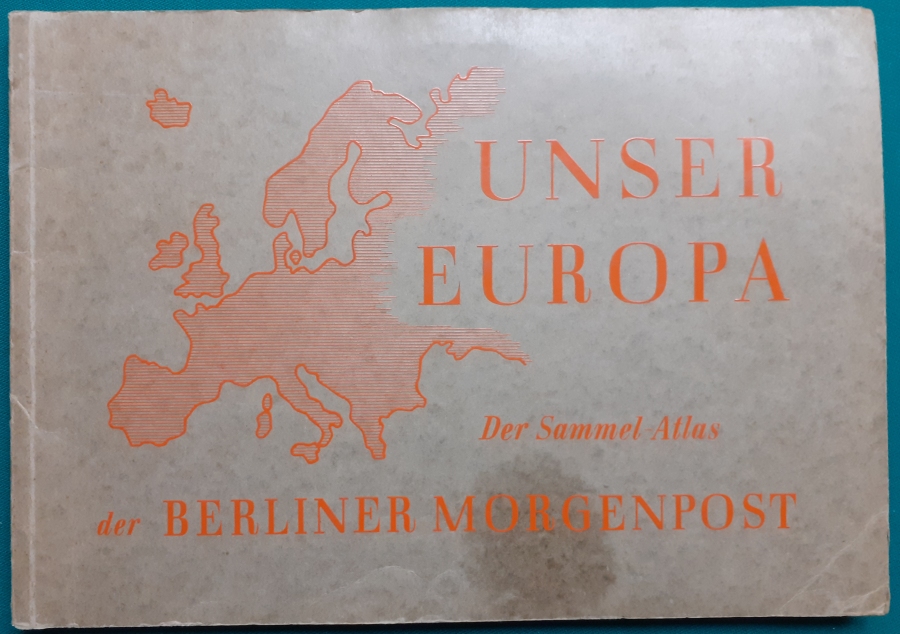 UNSER
EUROPA
Der Sammel-Atlas
der BERLINER MORGENPOST